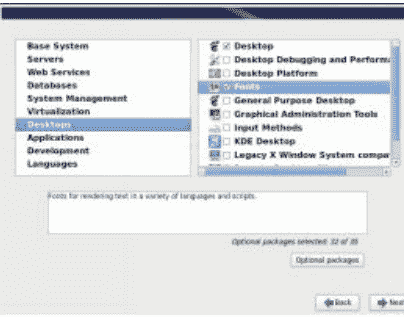 Base System
Servers
Web Services
Databases
System Management
Virtualization
Desktops
Applications
Development
Languages
Desktop
Desktop Debugging and Performa
Desktop Platform
Fonts
General Purpose Desktop
Graphical Administration Tools
Input Methods
KDE Desktop
Legacy X Window System compa
Fonts for rendering text in a variety of languages and scripts.
Optional packages selected: 32 of 35
Optional packages
Back
Next